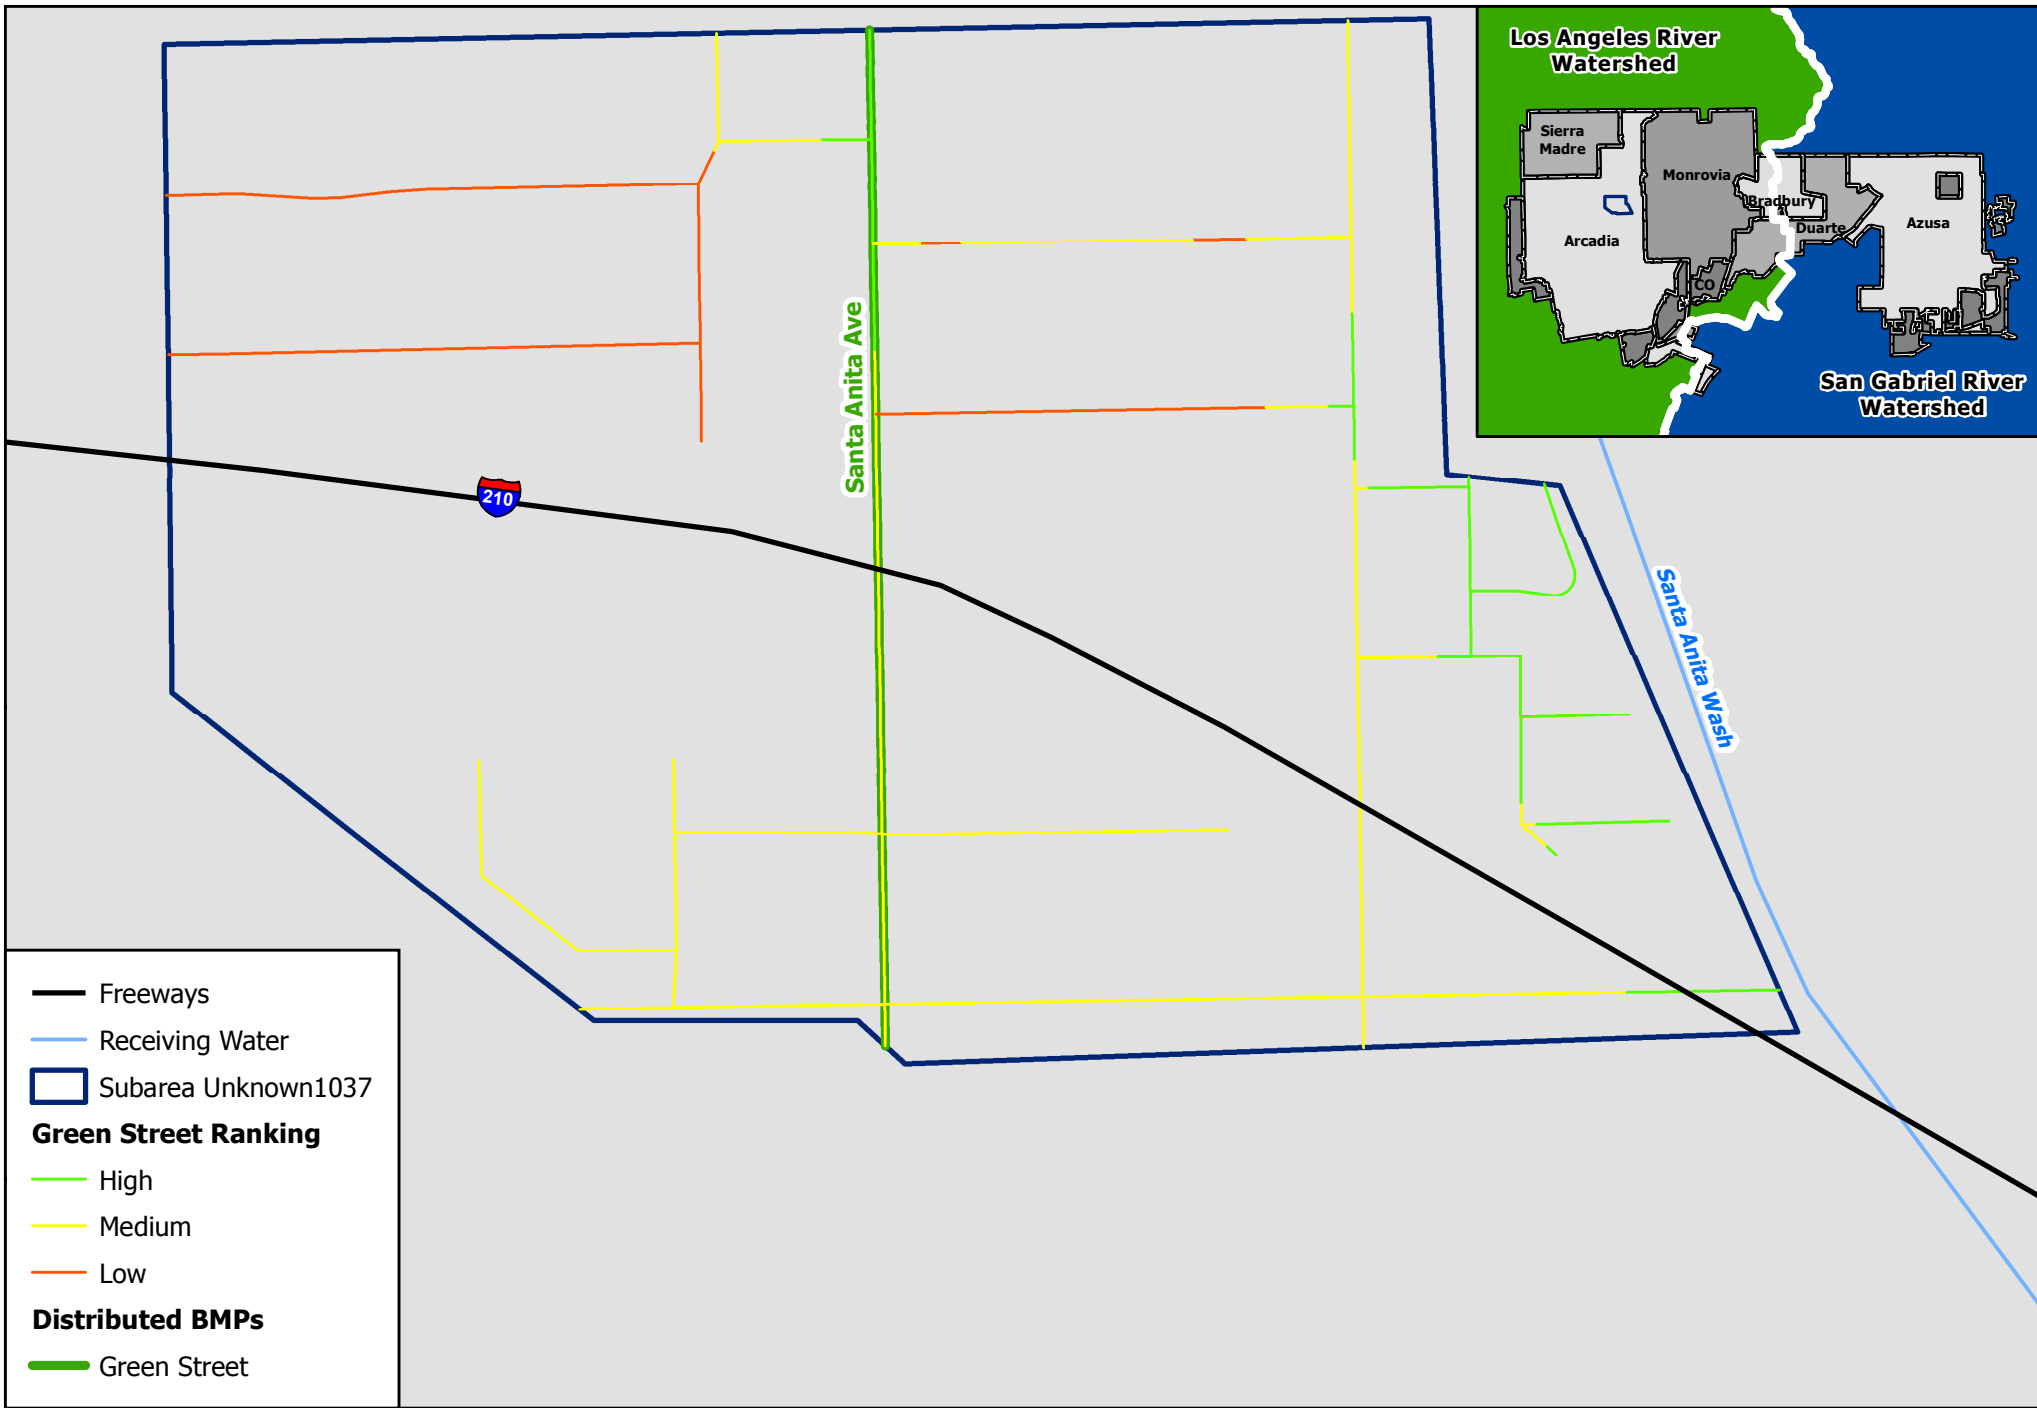 Los Angeles River
Watershed
Sierra
Madre
Monrovia
Bradbury
Duarte
Azusa
Arcadia
CO
San Gabriel River
Watershed
Santa Anita Ave
210
Santa Anita Wash
Freeways
Receiving Water
Subarea Unknown1037
Green Street Ranking
High
Medium
Low
Distributed BMPs
Green Street